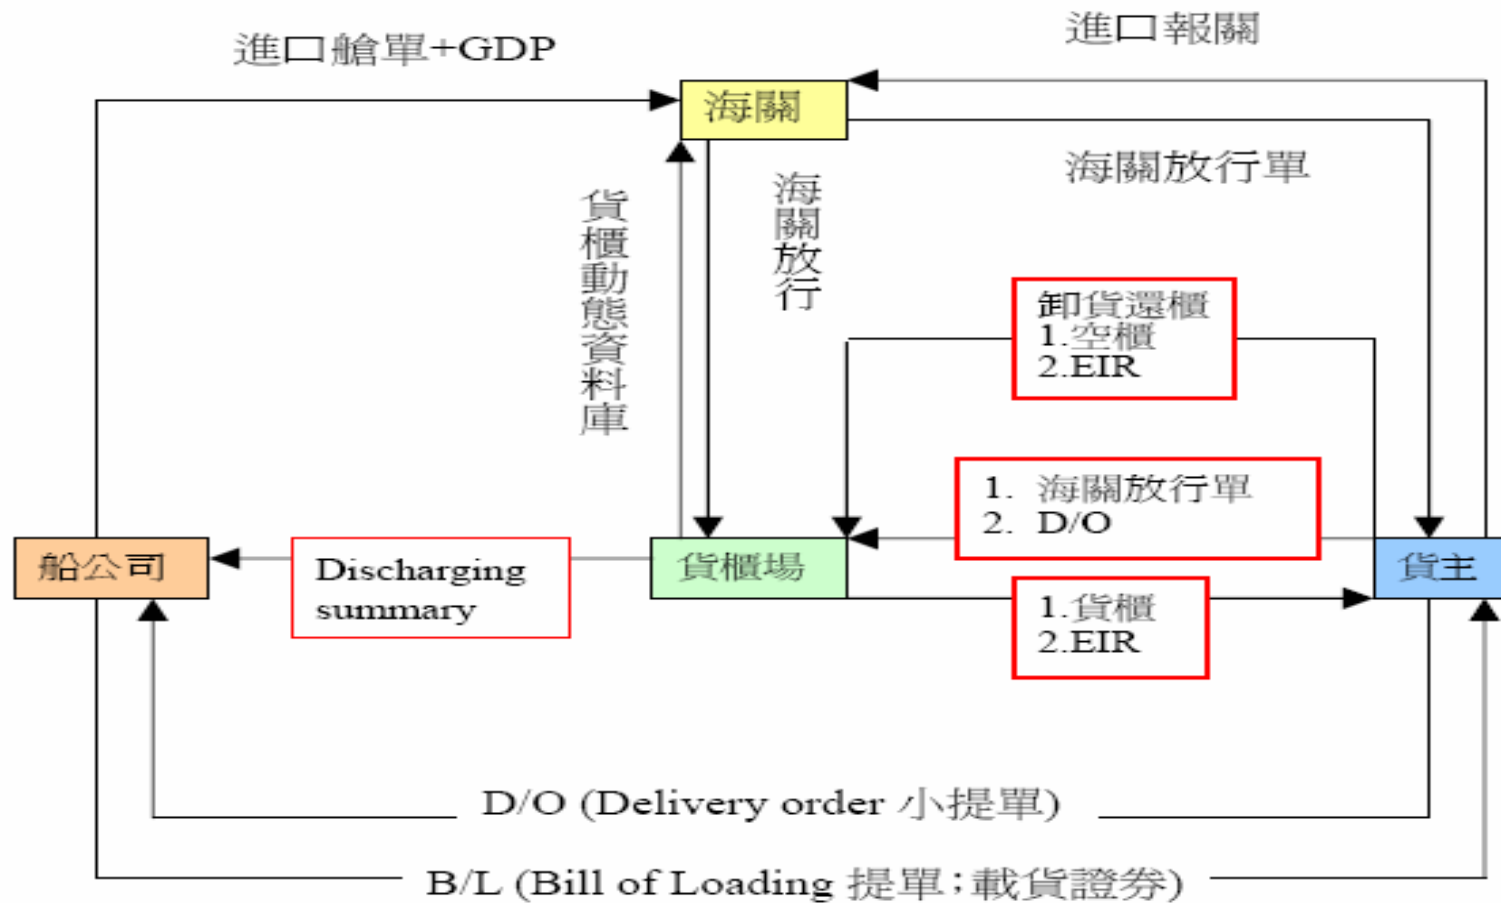 進口艙單+GDP
進口報關
海關
海關放行單
貨櫃動態資料庫
海關放行
卸貨還櫃
1.空櫃
2.EIR
1. 海關放行單
2. D/O
船公司
Discharging
summary
貨櫃場
貨主
1.貨櫃
2.EIR
D/O (Delivery order 小提單)
B/L (Bill of Loading 提單;載貨證券)